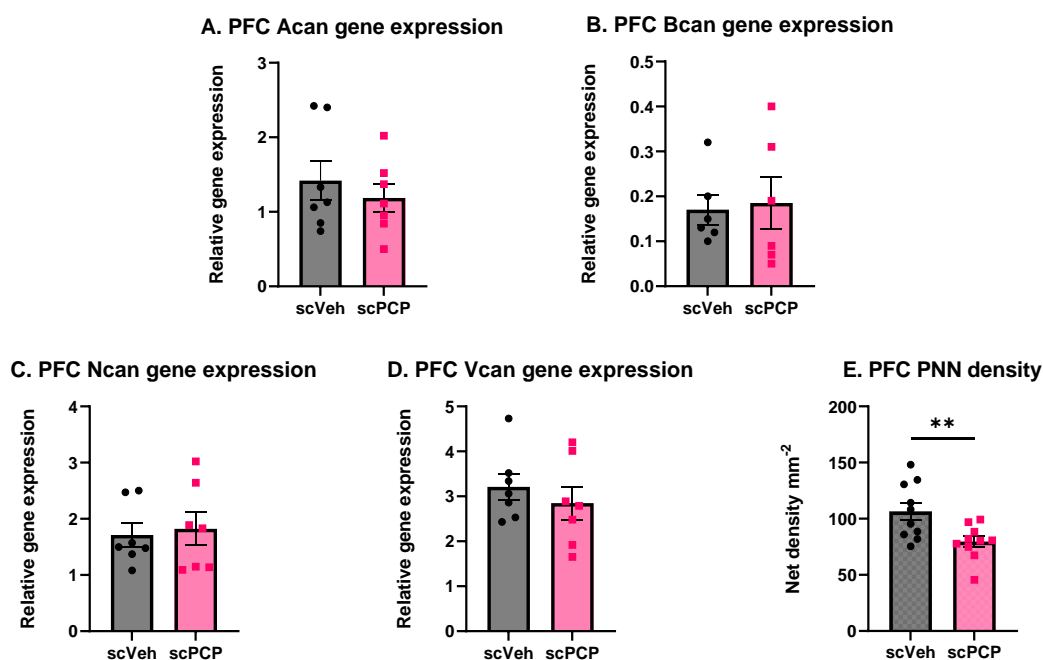 A. PFC Acan gene expression
Relative gene expression
3
2
1
0
scVeh scPCP
B. PFC Bcan gene expression
Relative gene expression
0.5
0.4
0.3
0.2
0.1
0.0
scVeh scPCP
C. PFC Ncan gene expression
Relative gene expression
4
3
2
1
0
scVeh scPCP
D. PFC Vcan gene expression
Relative gene expression
5
4
3
2
1
0
scVeh scPCP
E. PFC PNN density
Net density mm⁻²
200
150
100
50
0
**
scVeh scPCP